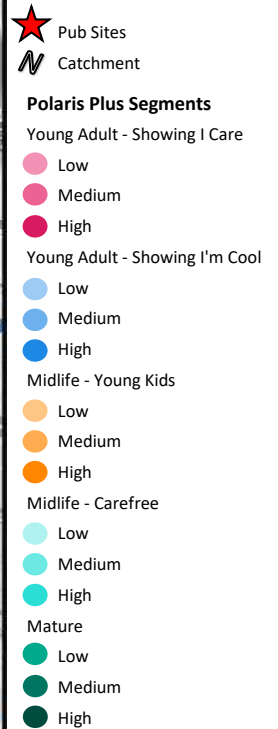 Pub Sites
Catchment
Polaris Plus Segments
Young Adult - Showing I Care
Low
Medium
High
Young Adult - Showing I'm Cool
Low
Medium
High
Midlife - Young Kids
Low
Medium
High
Midlife - Carefree
Low
Medium
High
Mature
Low
Medium
High